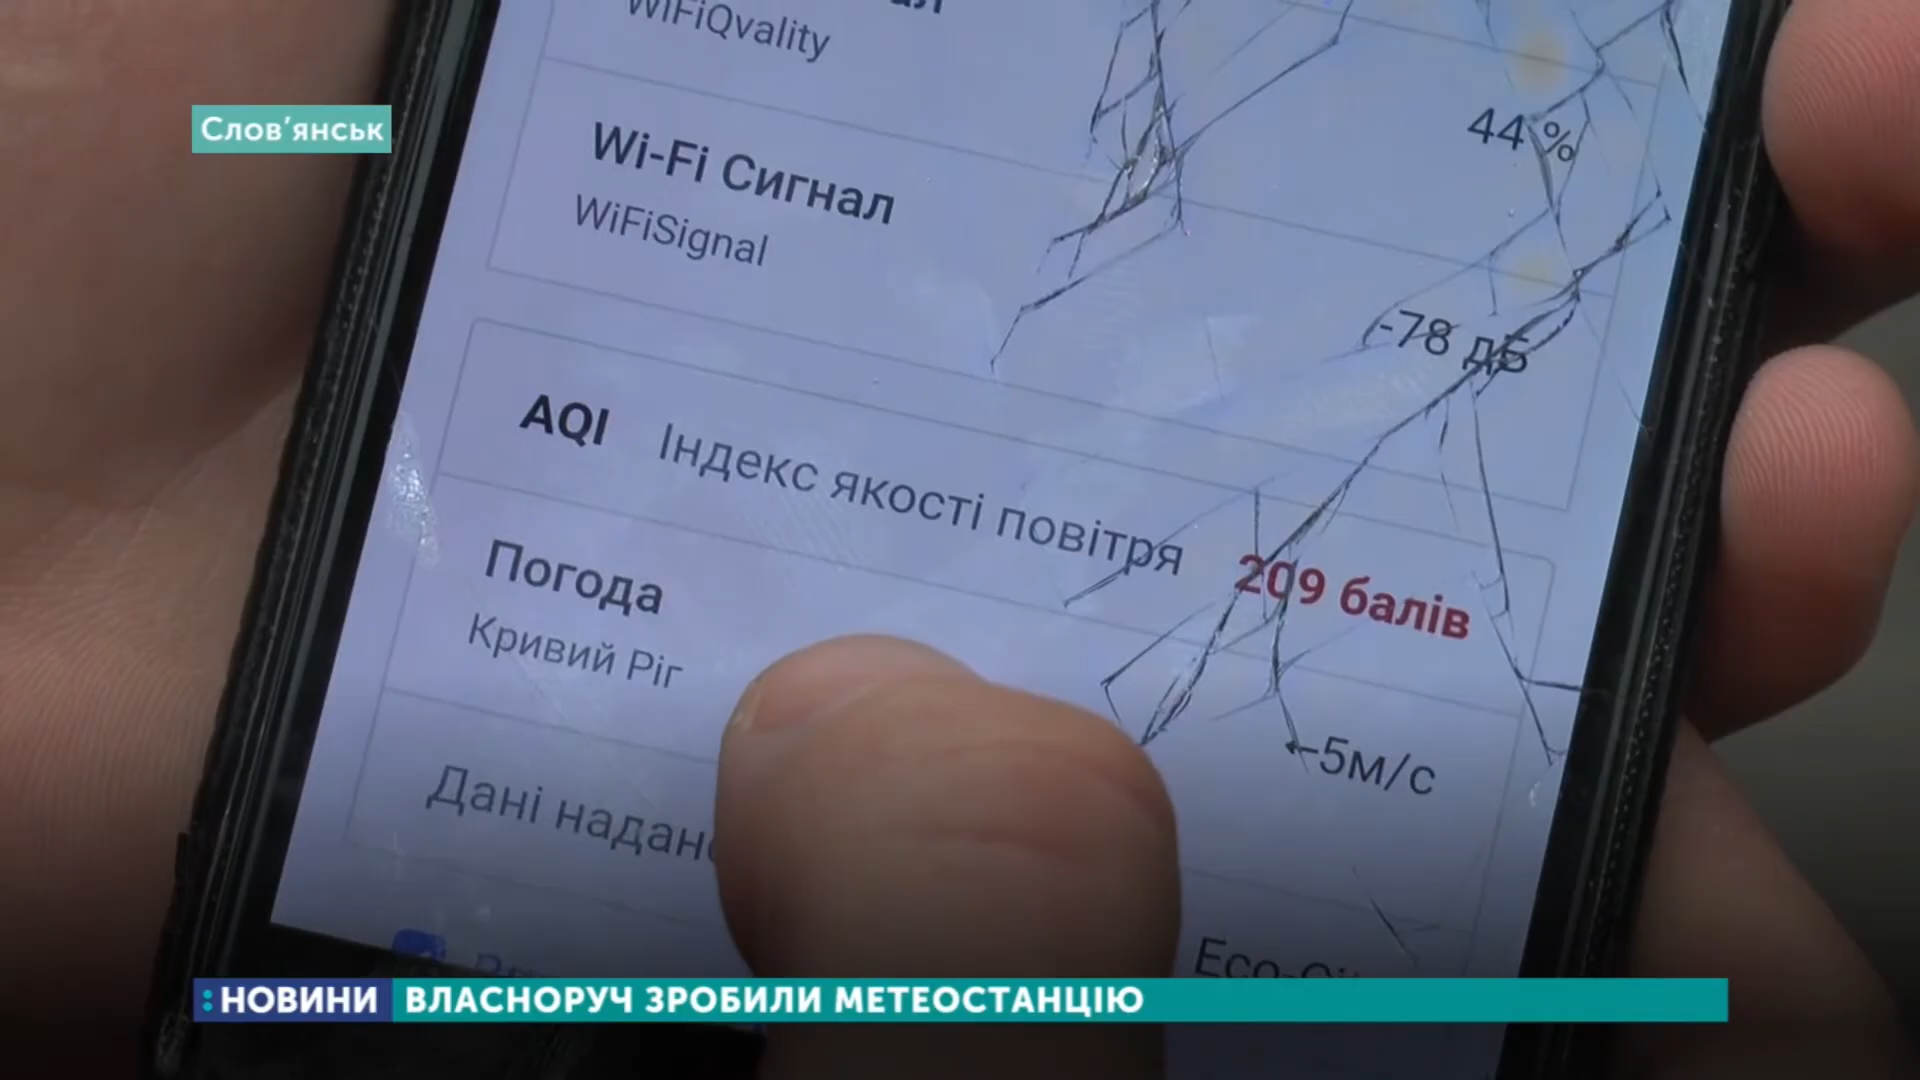 WiFiQvality
44 %
Слов'янськ
Wi-Fi Сигнал
WiFiSignal
-78 дБ
AQI Індекс якості повітря 209 балів
Погода
Кривий Ріг
←5м/с
Дані
НОВИНИ ВЛАСНОРУЧ ЗРОБИЛИ МЕТЕОСТАНЦІЮ